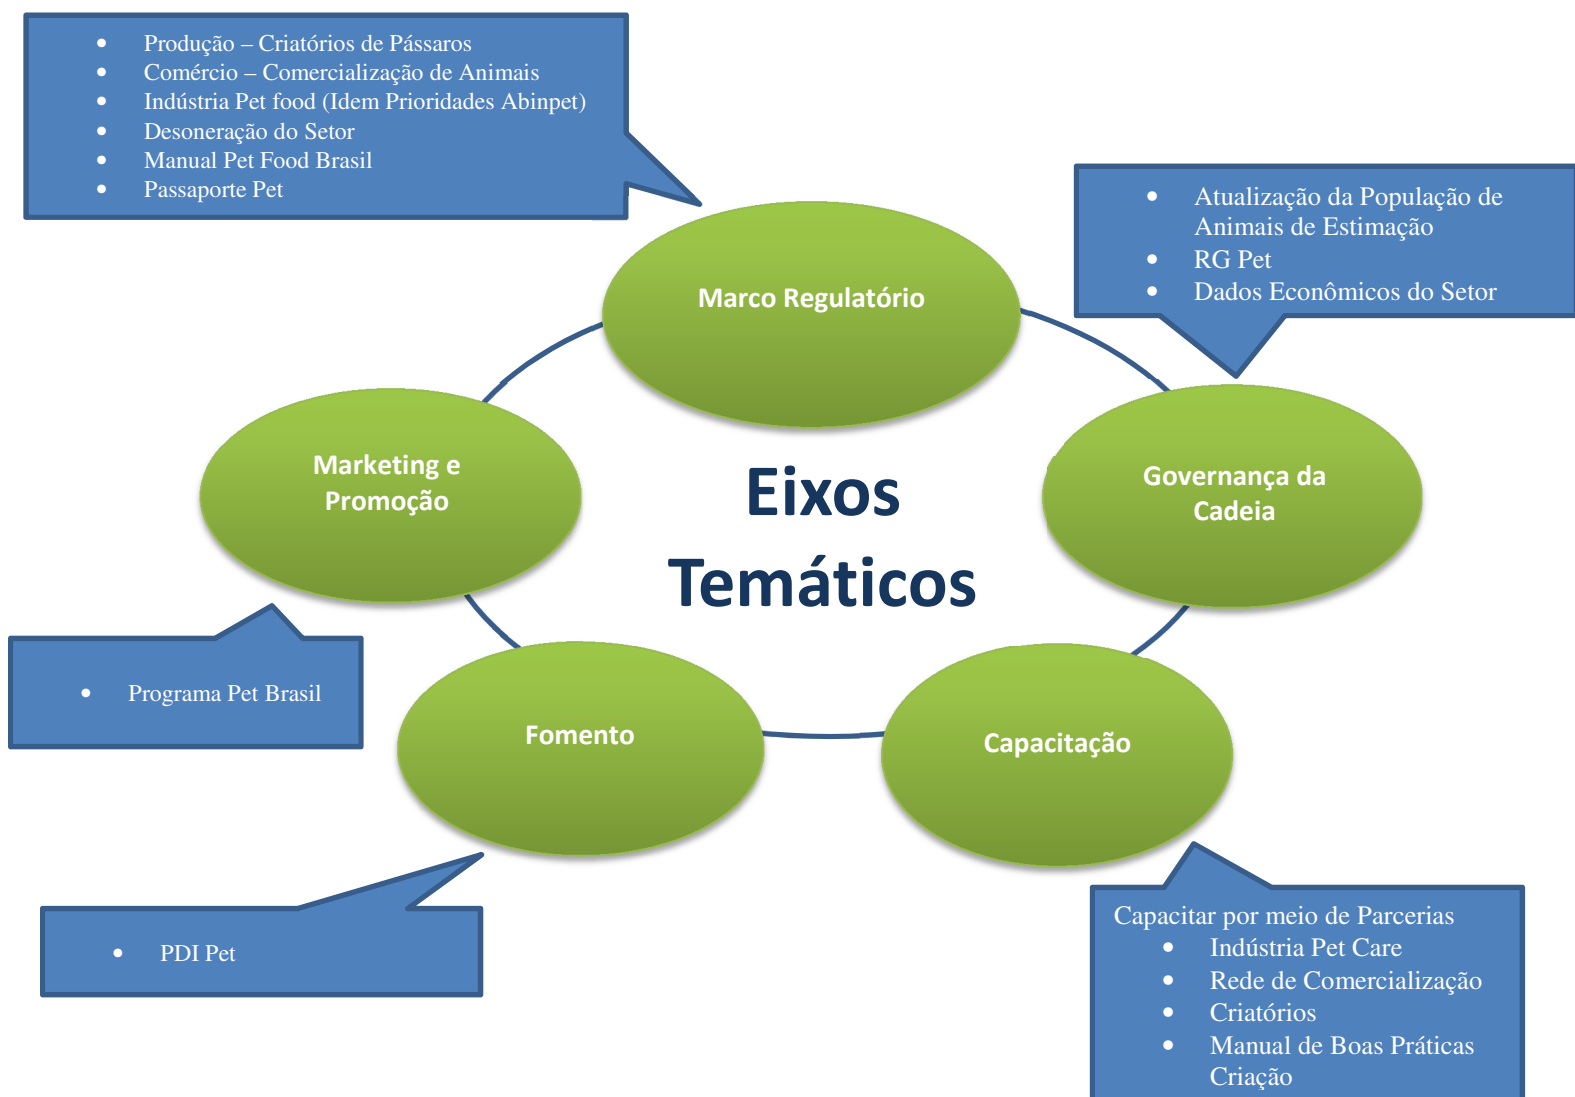 • Produção – Criatórios de Pássaros
• Comércio – Comercialização de Animais
• Indústria Pet food (Idem Prioridades Abinpet)
• Desoneração do Setor
• Manual Pet Food Brasil
• Passaporte Pet
• Atualização da População de
Animais de Estimação
• RG Pet
• Dados Econômicos do Setor
Marco Regulatório
Marketing e
Promoção
Eixos
Temáticos
Governança da
Cadeia
• Programa Pet Brasil
Fomento
Capacitação
• PDI Pet
Capacitar por meio de Parcerias
• Indústria Pet Care
• Rede de Comercialização
• Criatórios
• Manual de Boas Práticas
Criação